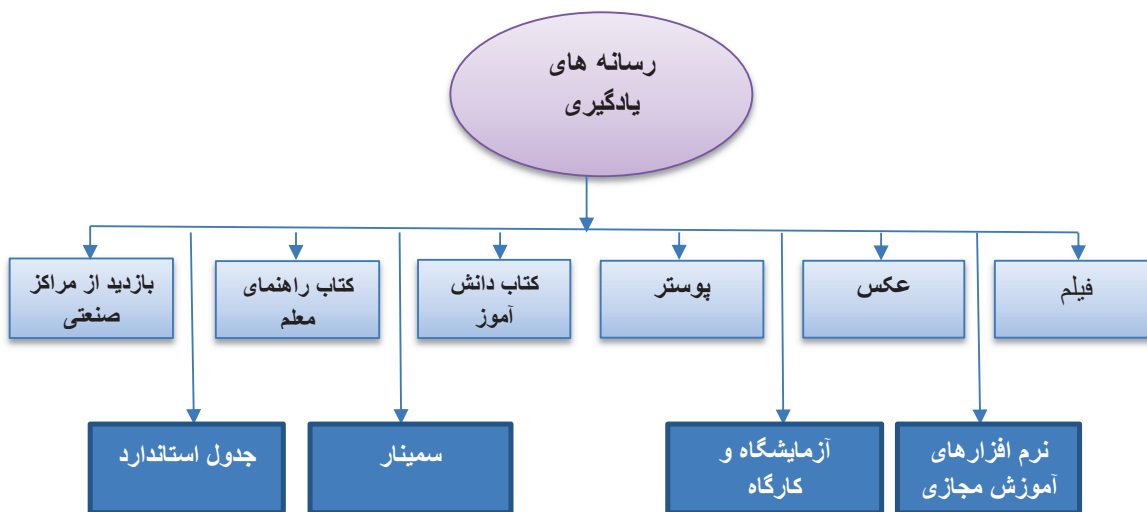 رسانه های
یادگیری
فیلم
عکس
پوستر
کتاب دانش
آموز
کتاب راهنمای
معلم
بازدید از مراکز
صنعتی
نرم افزارهای
آموزش مجازی
آزمایشگاه و
کارگاه
سمینار
جدول استاندارد